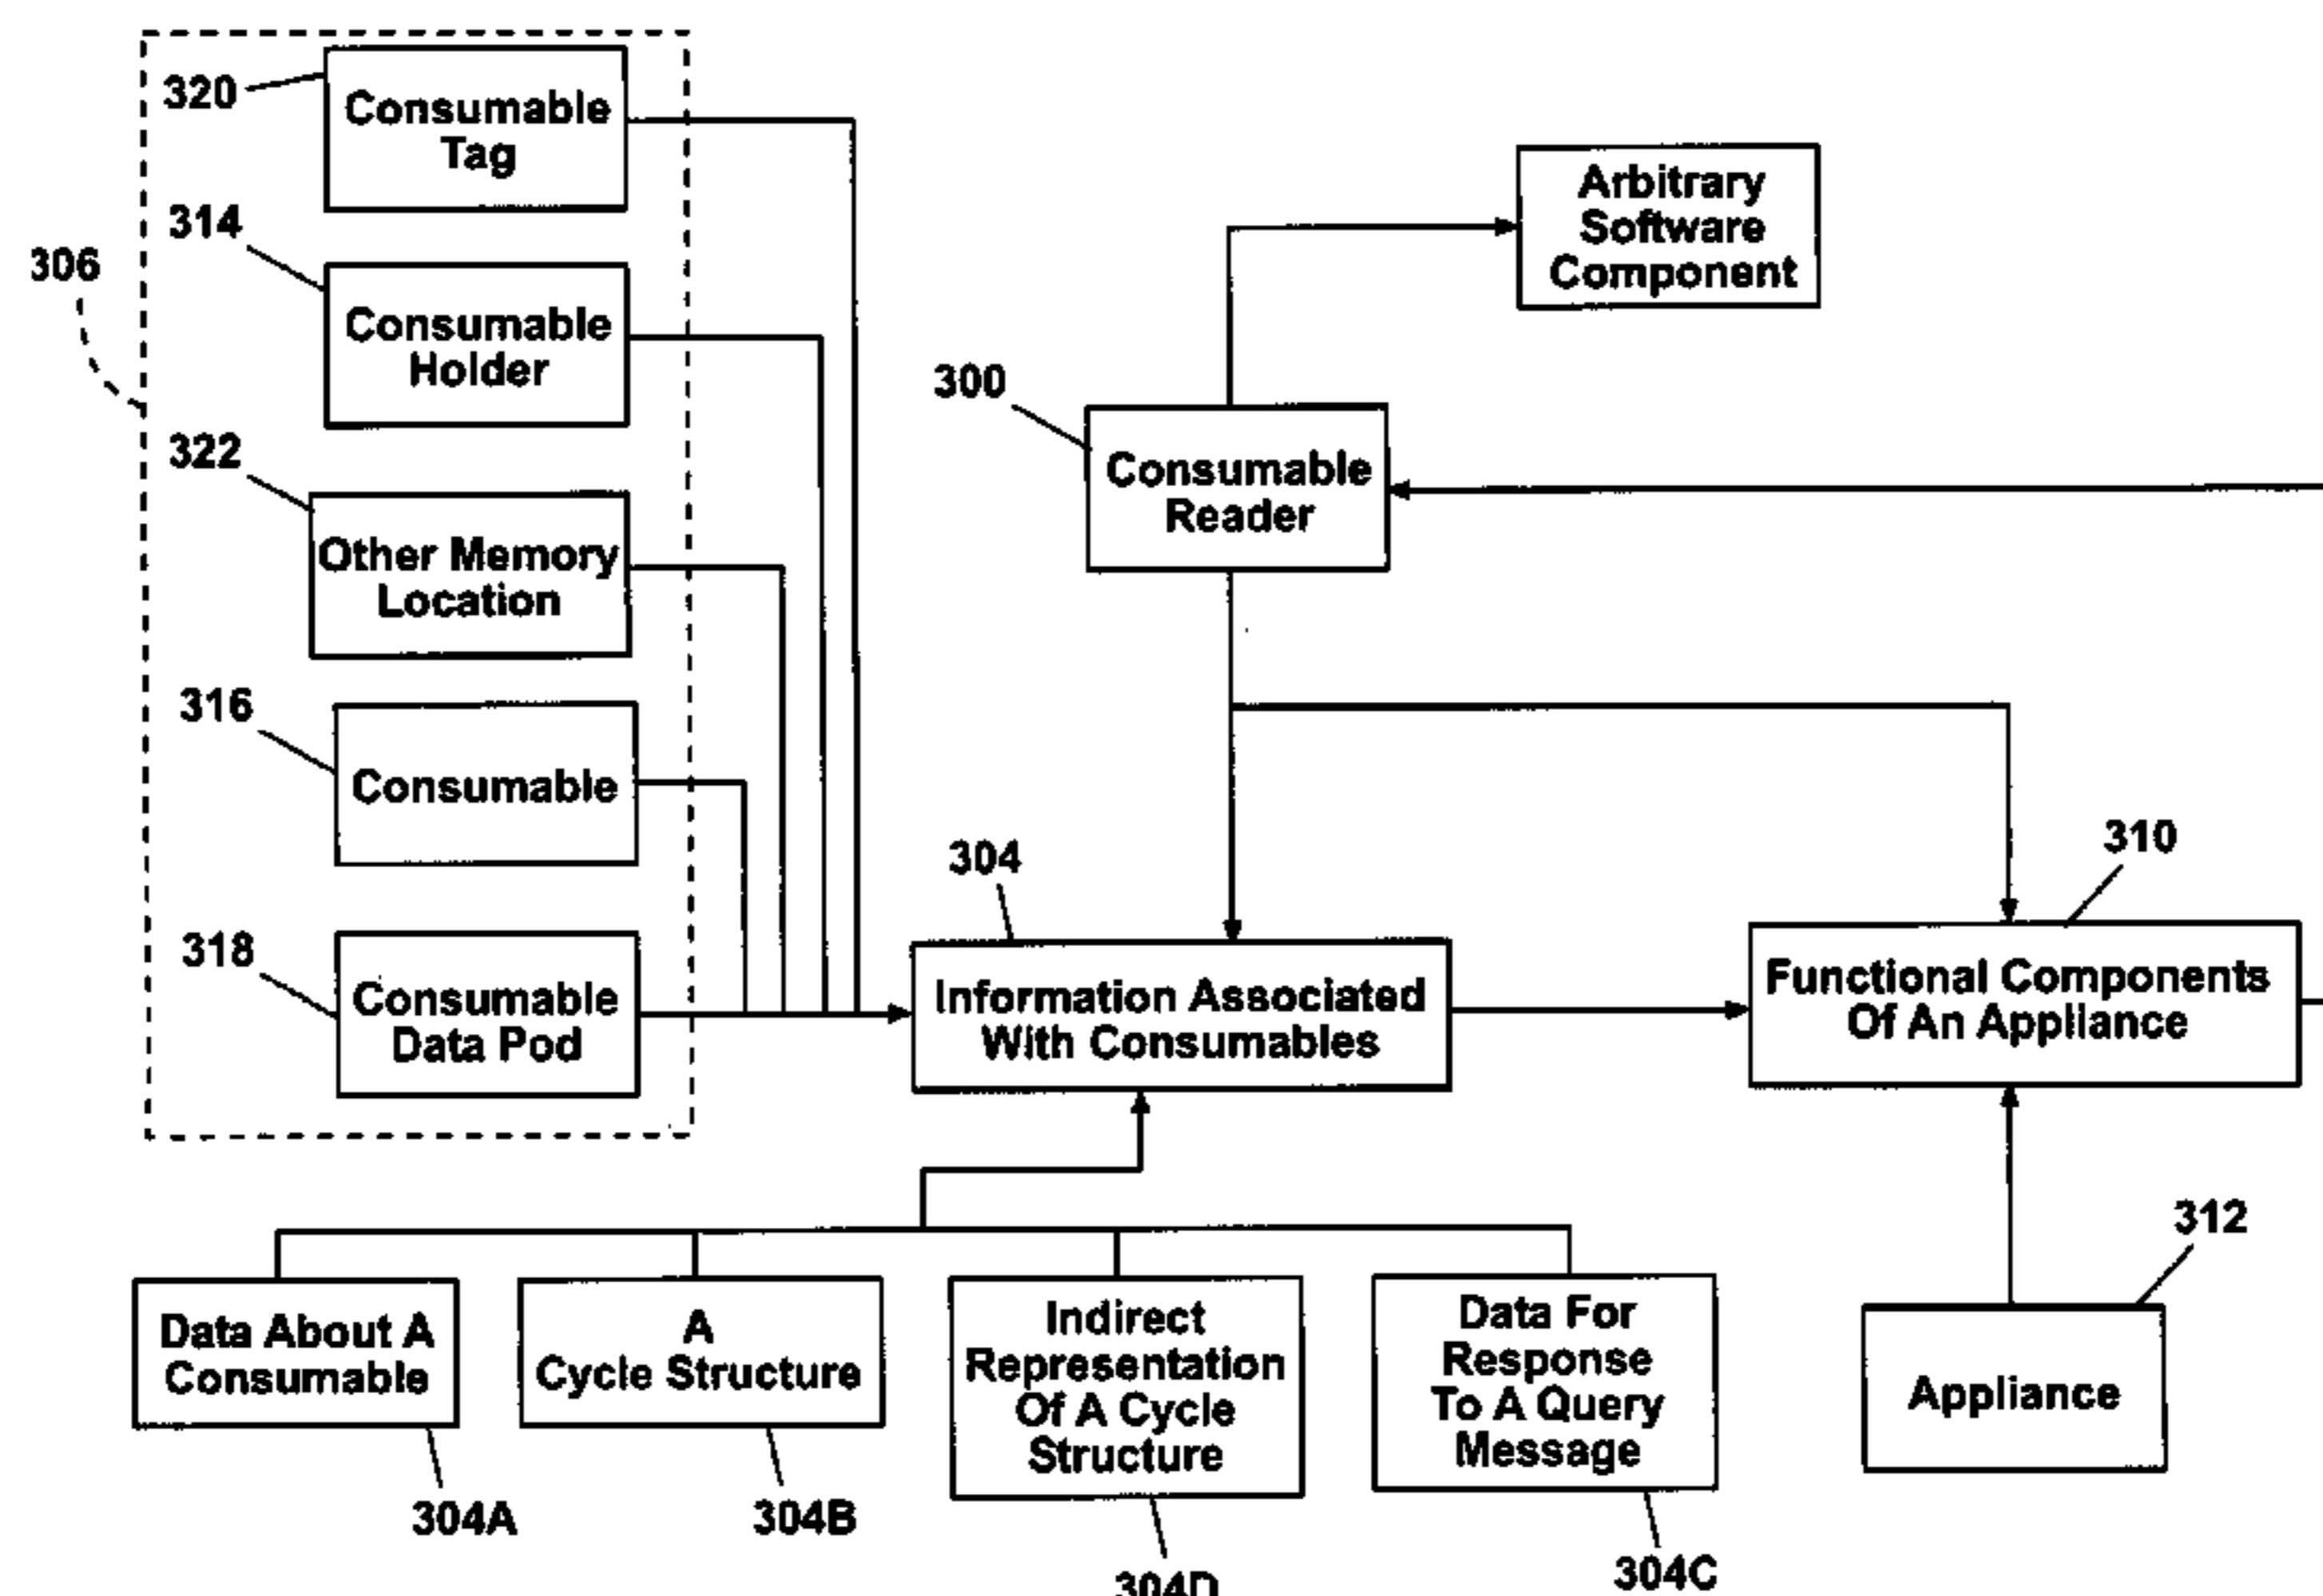 320
Consumable
Tag
314
306
Consumable
Holder
322
Other Memory
Location
316
Consumable
318
Consumable
Data Pod
Arbitrary
Software
Component
300
Consumable
Reader
304
Information Associated
With Consumables
310
Functional Components
Of An Appliance
312
Appliance
Data About A
Consumable
304A
A
Cycle Structure
304B
Indirect
Representation
Of A Cycle
Structure
304D
Data For
Response
To A Query
Message
304C